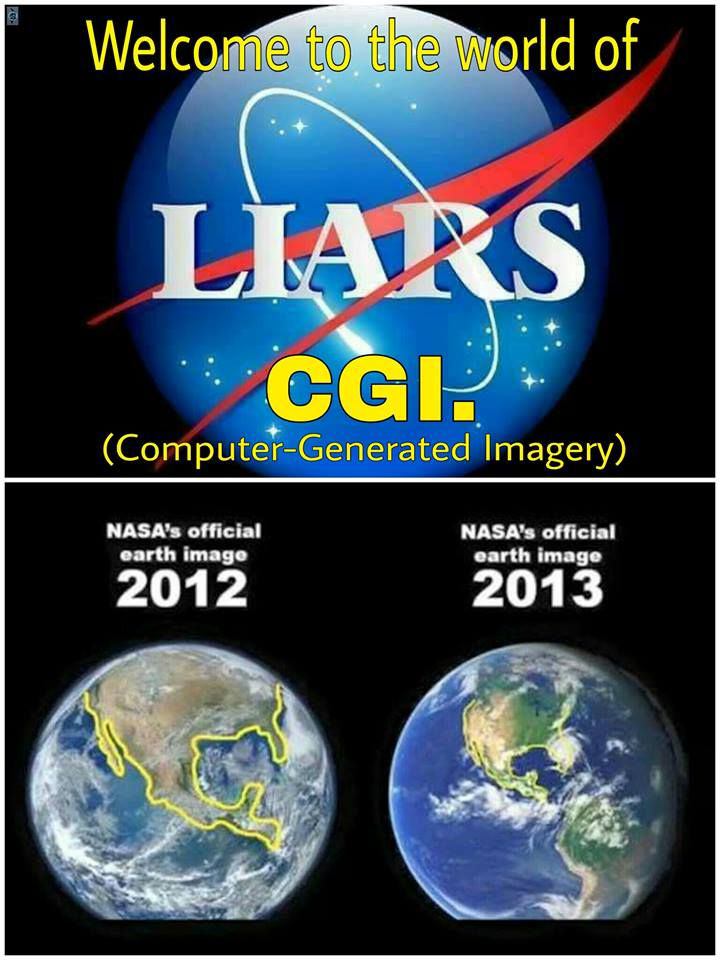 Welcome to the world of
LIARS
CGI.
(Computer-Generated Imagery)
NASA's official
earth image
2012
NASA's official
earth image
2013